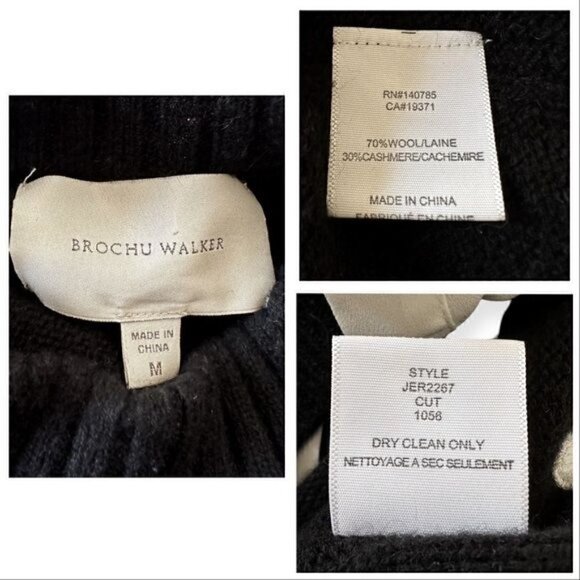 BROCHU WALKER
MADE IN
CHINA
M
RN#140785
CA#19371
70%WOOL/LAINE
30%CASHMERE/CACHEMIRE
MADE IN CHINA
FABRIQUÉ EN CHINE
STYLE
JER2267
CUT
1056
DRY CLEAN ONLY
NETTOYAGE A SEC SEULEMENT